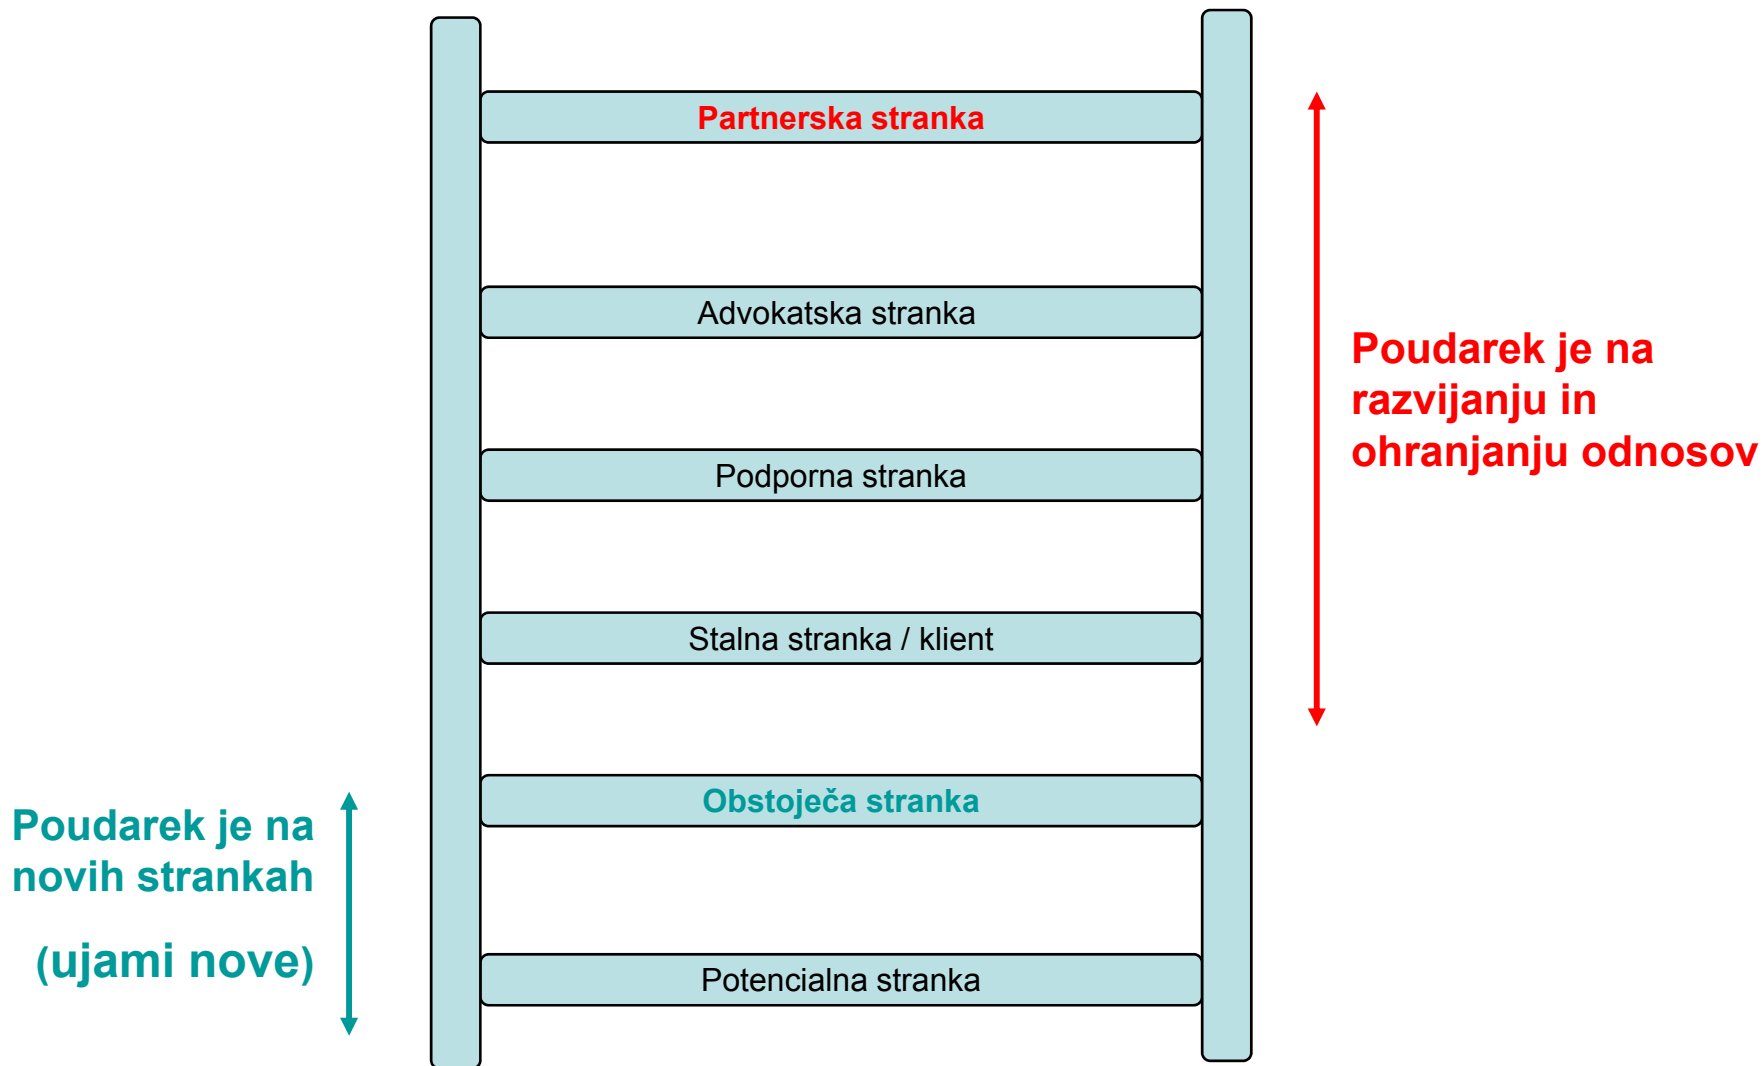 Partnerska stranka
Advokatska stranka
Podporna stranka
Stalna stranka / klient
Obstoječa stranka
Potencialna stranka
Poudarek je na
razvijanju in
ohranjanju odnosov
Poudarek je na
novih strankah
(ujami nove)